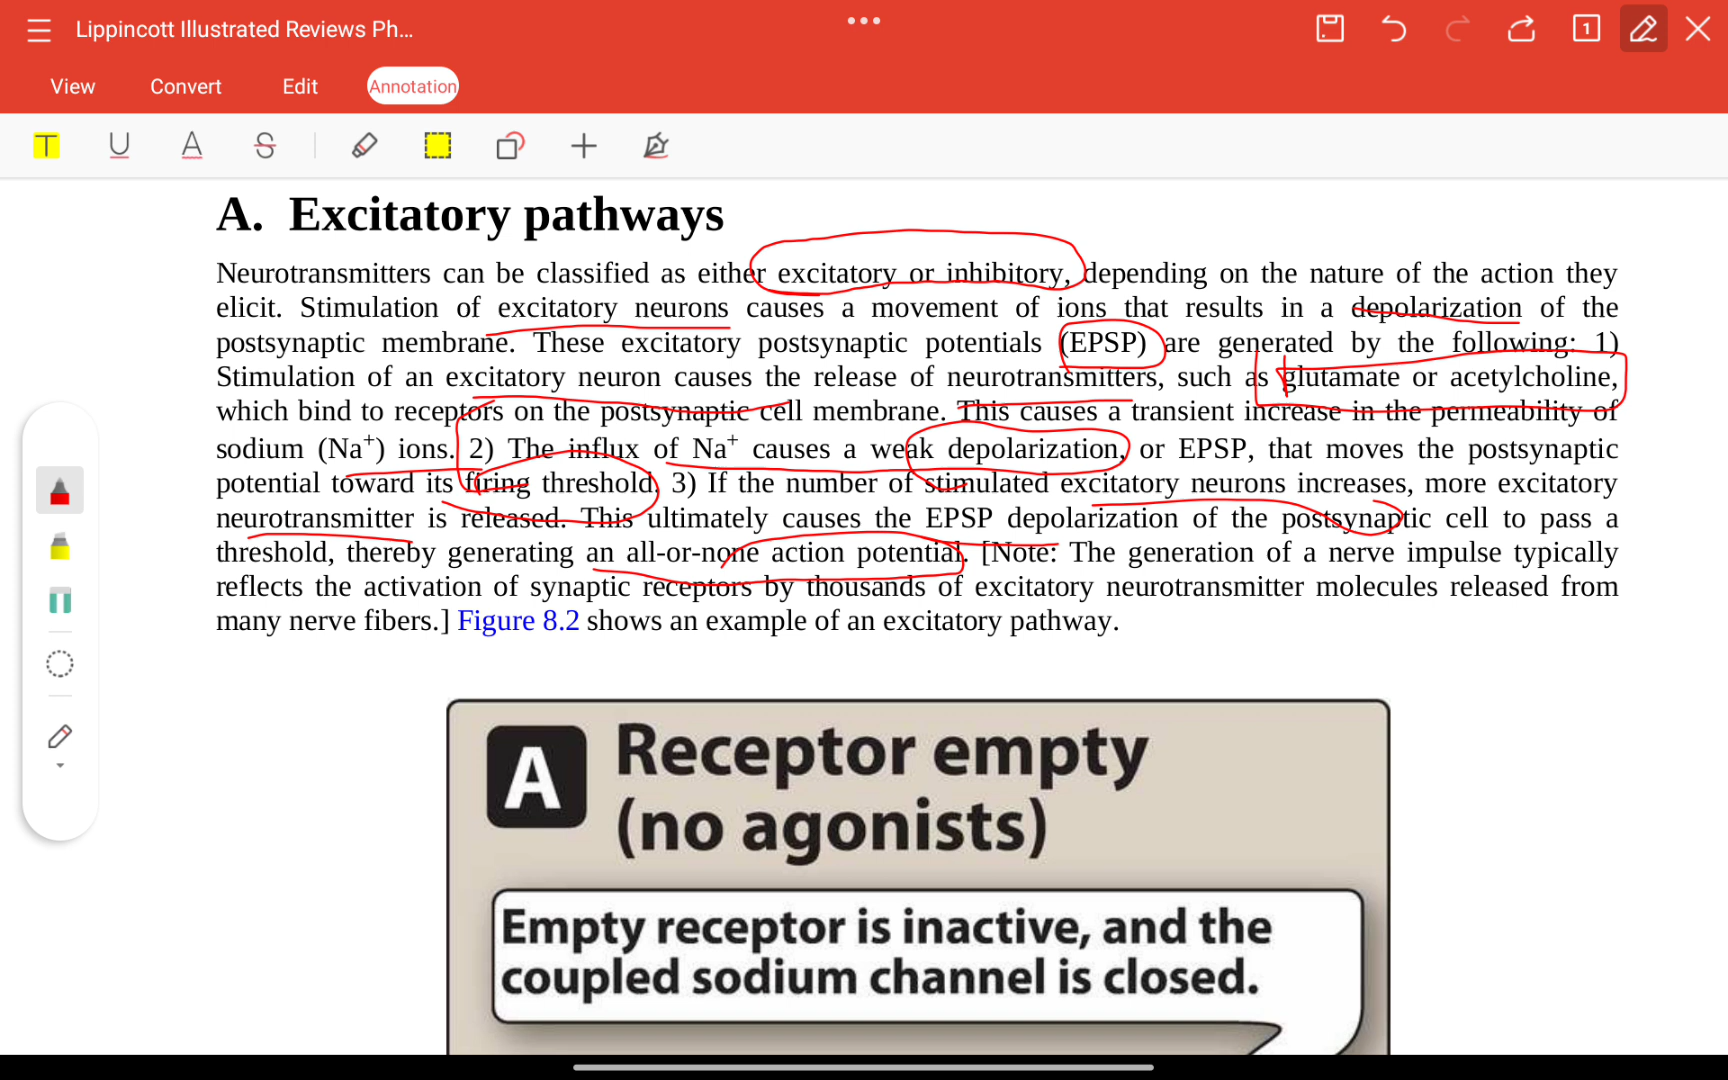 Lippincott Illustrated Reviews Ph...
1
View Convert Edit Annotation
T U A S
A. Excitatory pathways
Neurotransmitters can be classified as either excitatory or inhibitory, depending on the nature of the action they
elicit. Stimulation of excitatory neurons causes a movement of ions that results in a depolarization of the
postsynaptic membrane. These excitatory postsynaptic potentials (EPSP) are generated by the following: 1)
Stimulation of an excitatory neuron causes the release of neurotransmitters, such as glutamate or acetylcholine,
which bind to receptors on the postsynaptic cell membrane. This causes a transient increase in the permeability of
sodium (Na⁺) ions. 2) The influx of Na⁺ causes a weak depolarization, or EPSP, that moves the postsynaptic
potential toward its firing threshold. 3) If the number of stimulated excitatory neurons increases, more excitatory
neurotransmitter is released. This ultimately causes the EPSP depolarization of the postsynaptic cell to pass a
threshold, thereby generating an all-or-none action potential. [Note: The generation of a nerve impulse typically
reflects the activation of synaptic receptors by thousands of excitatory neurotransmitter molecules released from
many nerve fibers.] Figure 8.2 shows an example of an excitatory pathway.
A Receptor empty
(no agonists)
Empty receptor is inactive, and the
coupled sodium channel is closed.